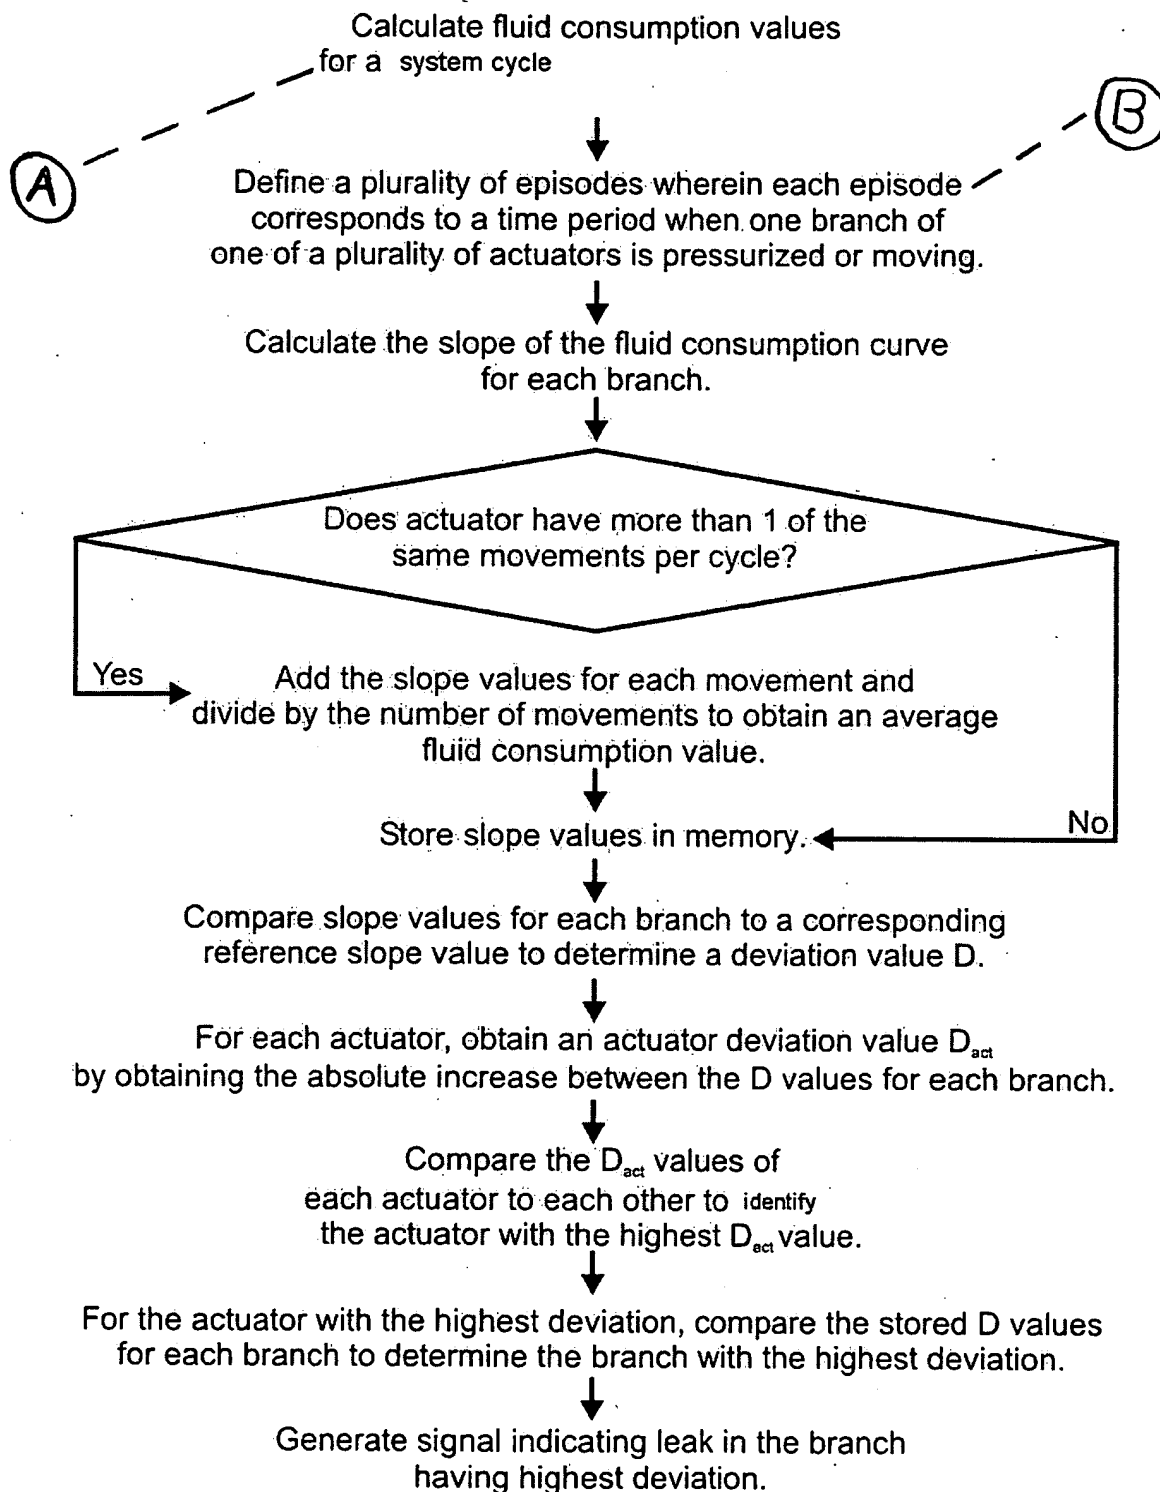 Calculate fluid consumption values
for a system cycle
A
B
Define a plurality of episodes wherein each episode
corresponds to a time period when one branch of
one of a plurality of actuators is pressurized or moving.
Calculate the slope of the fluid consumption curve
for each branch.
Does actuator have more than 1 of the
same movements per cycle?
Yes
Add the slope values for each movement and
divide by the number of movements to obtain an average
fluid consumption value.
No
Store slope values in memory.
Compare slope values for each branch to a corresponding
reference slope value to determine a deviation value D.
For each actuator, obtain an actuator deviation value Dact
by obtaining the absolute increase between the D values for each branch.
Compare the Dact values of
each actuator to each other to identify
the actuator with the highest Dact value.
For the actuator with the highest deviation, compare the stored D values
for each branch to determine the branch with the highest deviation.
Generate signal indicating leak in the branch
having highest deviation.